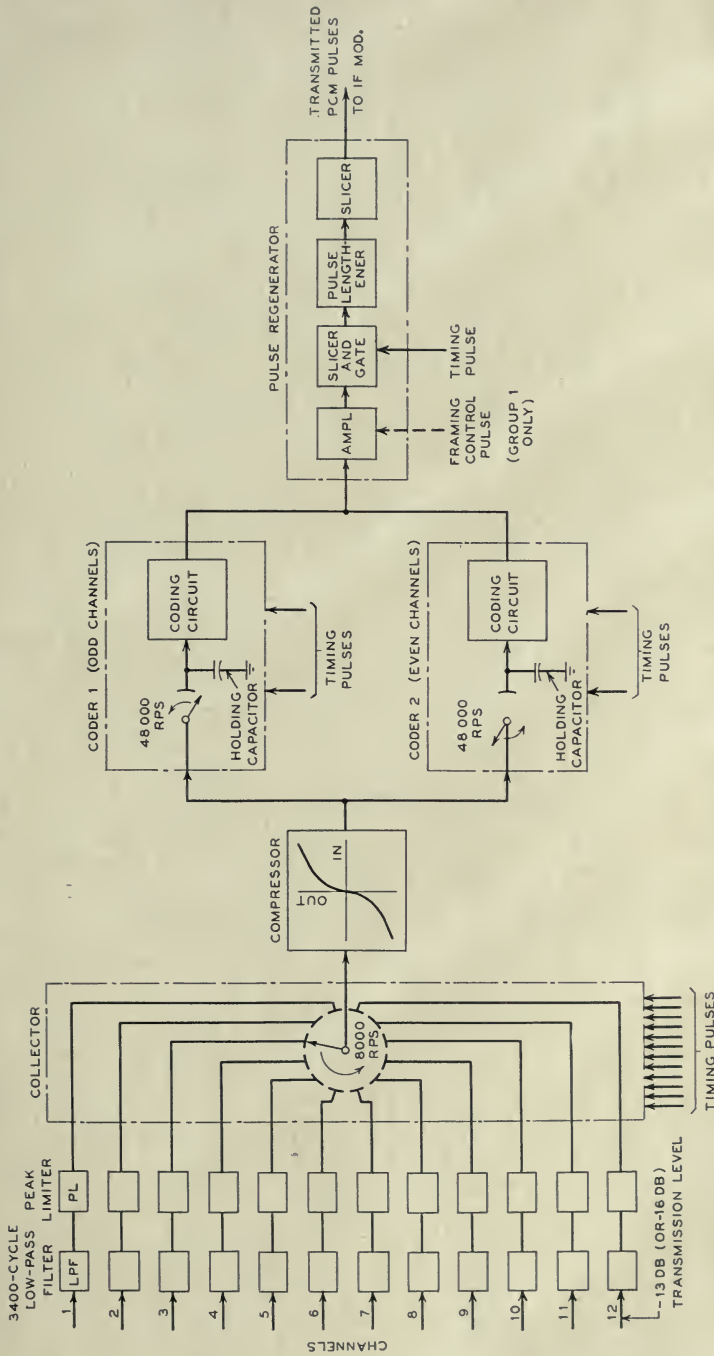 3400-CYCLE
LOW-PASS
FILTER
PEAK
LIMITER
CHANNELS
1
LPF
PL
2
3
4
5
6
7
8
9
10
11
12
-13 DB (OR-16 DB)
TRANSMISSION LEVEL
COLLECTOR
8000
RPS
TIMING PULSES
COMPRESSOR
OUT
IN
CODER 1 (ODD CHANNELS)
48 000
RPS
HOLDING
CAPACITOR
CODING
CIRCUIT
TIMING
PULSES
CODER 2 (EVEN CHANNELS)
48 000
RPS
HOLDING
CAPACITOR
CODING
CIRCUIT
TIMING
PULSES
PULSE REGENERATOR
AMPL
SLICER
AND
GATE
PULSE
LENGTH-
ENER
SLICER
FRAMING
CONTROL
PULSE
(GROUP 1
ONLY)
TIMING
PULSE
TRANSMITTED
PCM PULSES
TO IF MOD.